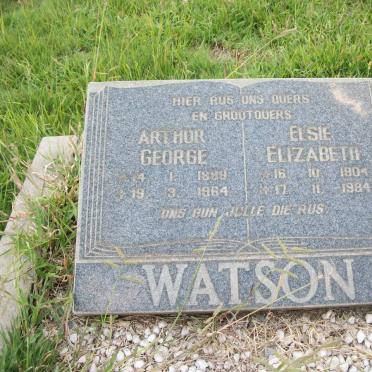 HIER RUS ONS OUERS
EN GROOTOUERS
ARTHUR
GEORGE
* 14. 1. 1899
† 19. 3. 1964
ELSIE
ELIZABETH
* 16. 10. 1904
† 17. 11. 1984
ONS GUN JULLE DIE RUS.
WATSON